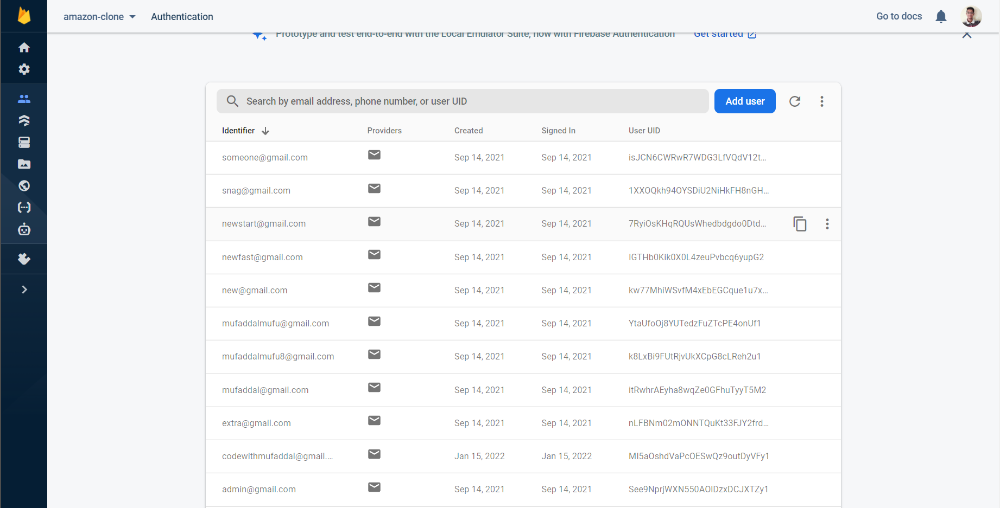 amazon-clone Authentication Go to docs
Prototype and test end-to-end with the Local Emulator Suite, now with Firebase Authentication Get started
Search by email address, phone number, or user UID Add user
Identifier Providers Created Signed In User UID
someone@gmail.com Sep 14, 2021 Sep 14, 2021 isJCN6CWRwR7WDG3LfVQdV12t...
snag@gmail.com Sep 14, 2021 Sep 14, 2021 1XXOQkh94OYSDiU2NiHkFH8nGH...
newstart@gmail.com Sep 14, 2021 Sep 14, 2021 7RyiOsKHqRQUsWhedbdgdo0Dtd...
newfast@gmail.com Sep 14, 2021 Sep 14, 2021 IGTHb0Kik0X0L4zeuPvbcq6yupG2
new@gmail.com Sep 14, 2021 Sep 14, 2021 kw77MhiWSvfM4xEbEGCque1u7x...
mufaddalmufu@gmail.com Sep 14, 2021 Sep 14, 2021 YtaUfoOj8YUTedzFuZTcPE4onUf1
mufaddalmufu8@gmail.com Sep 14, 2021 Sep 14, 2021 k8LxBi9FUtRjvUkXCpG8cLReh2u1
mufaddal@gmail.com Sep 14, 2021 Sep 14, 2021 itRwhrAEyha8wqZe0GFhuTyyT5M2
extra@gmail.com Sep 14, 2021 Sep 14, 2021 nLFBNm02mONNTQuKt33FJY2frd...
codewithmufaddal@gmail.... Jan 15, 2022 Jan 15, 2022 MI5aOshdVaPcOESwQz9outDyVFy1
admin@gmail.com Sep 14, 2021 Sep 14, 2021 See9NprjWXN550AOlDzxDCJXTZy1